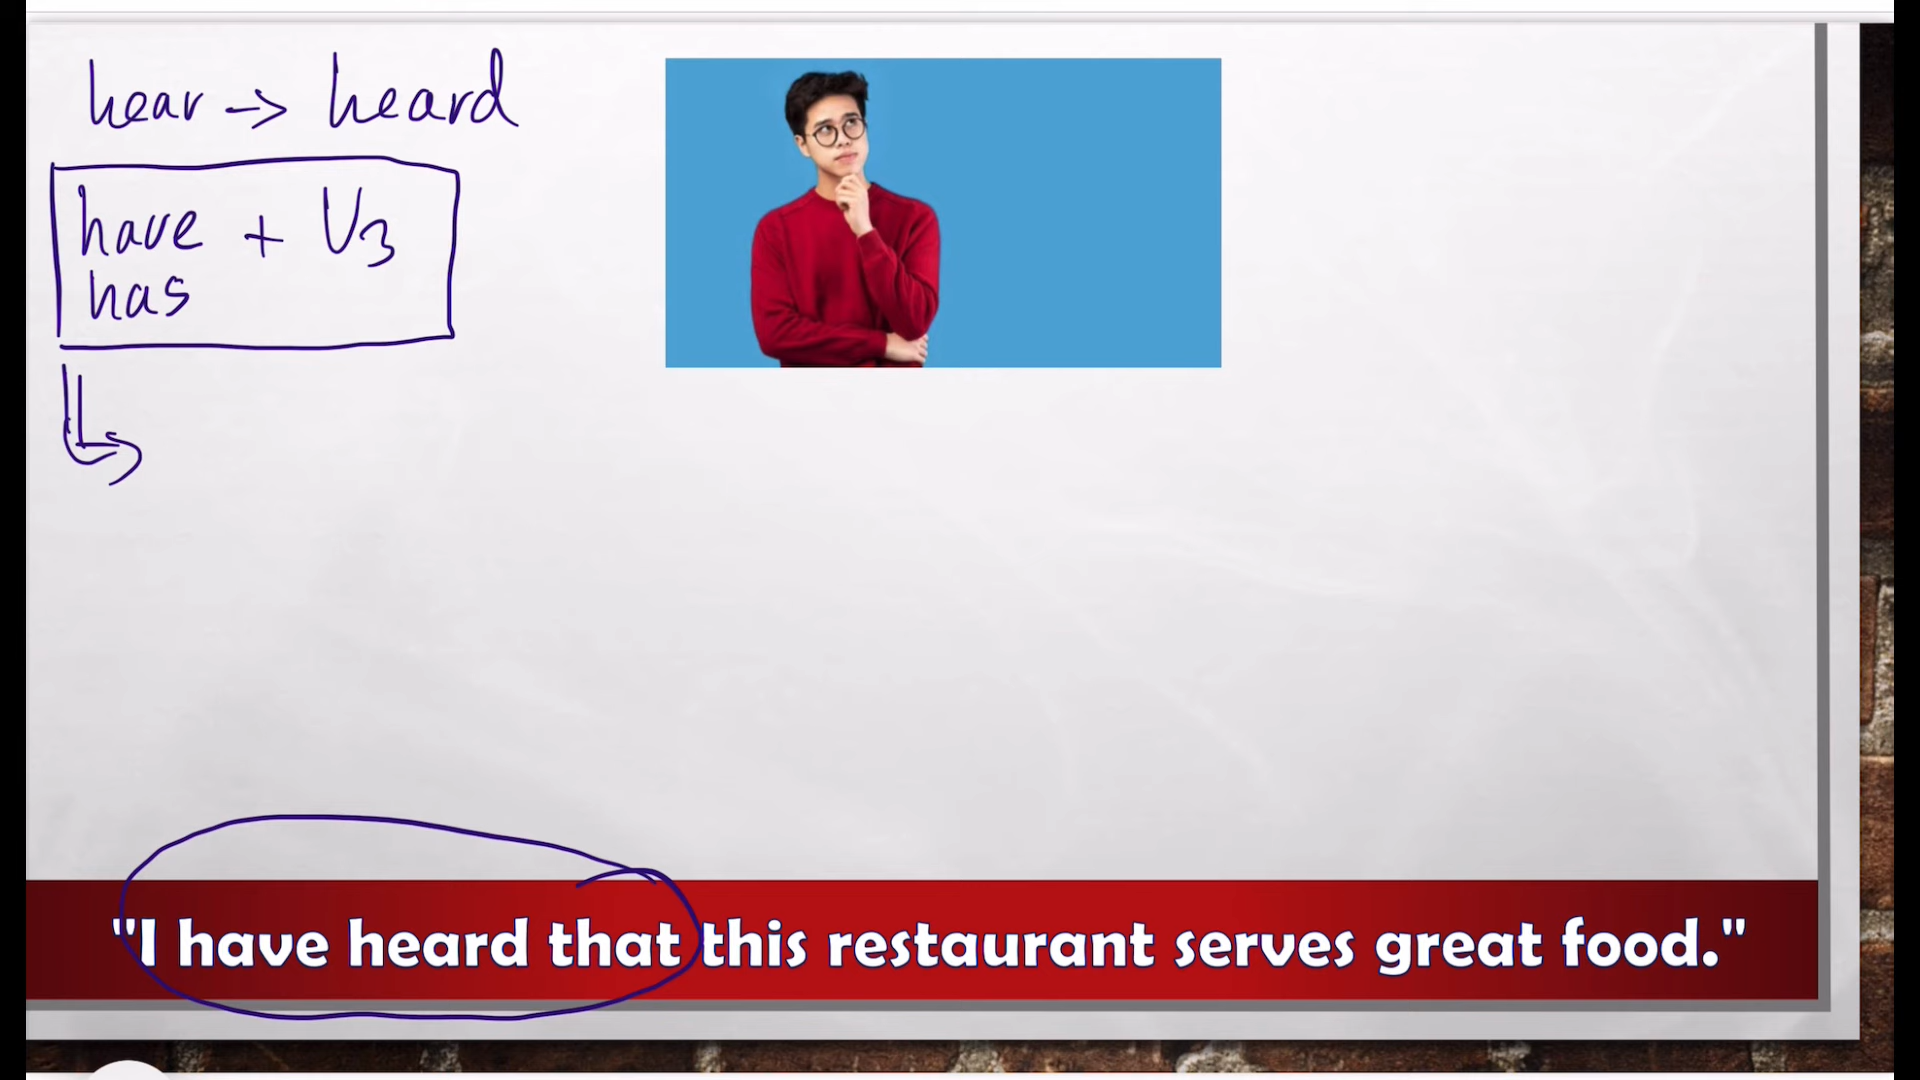 hear -> heard
have + V3
has
"I have heard that this restaurant serves great food."